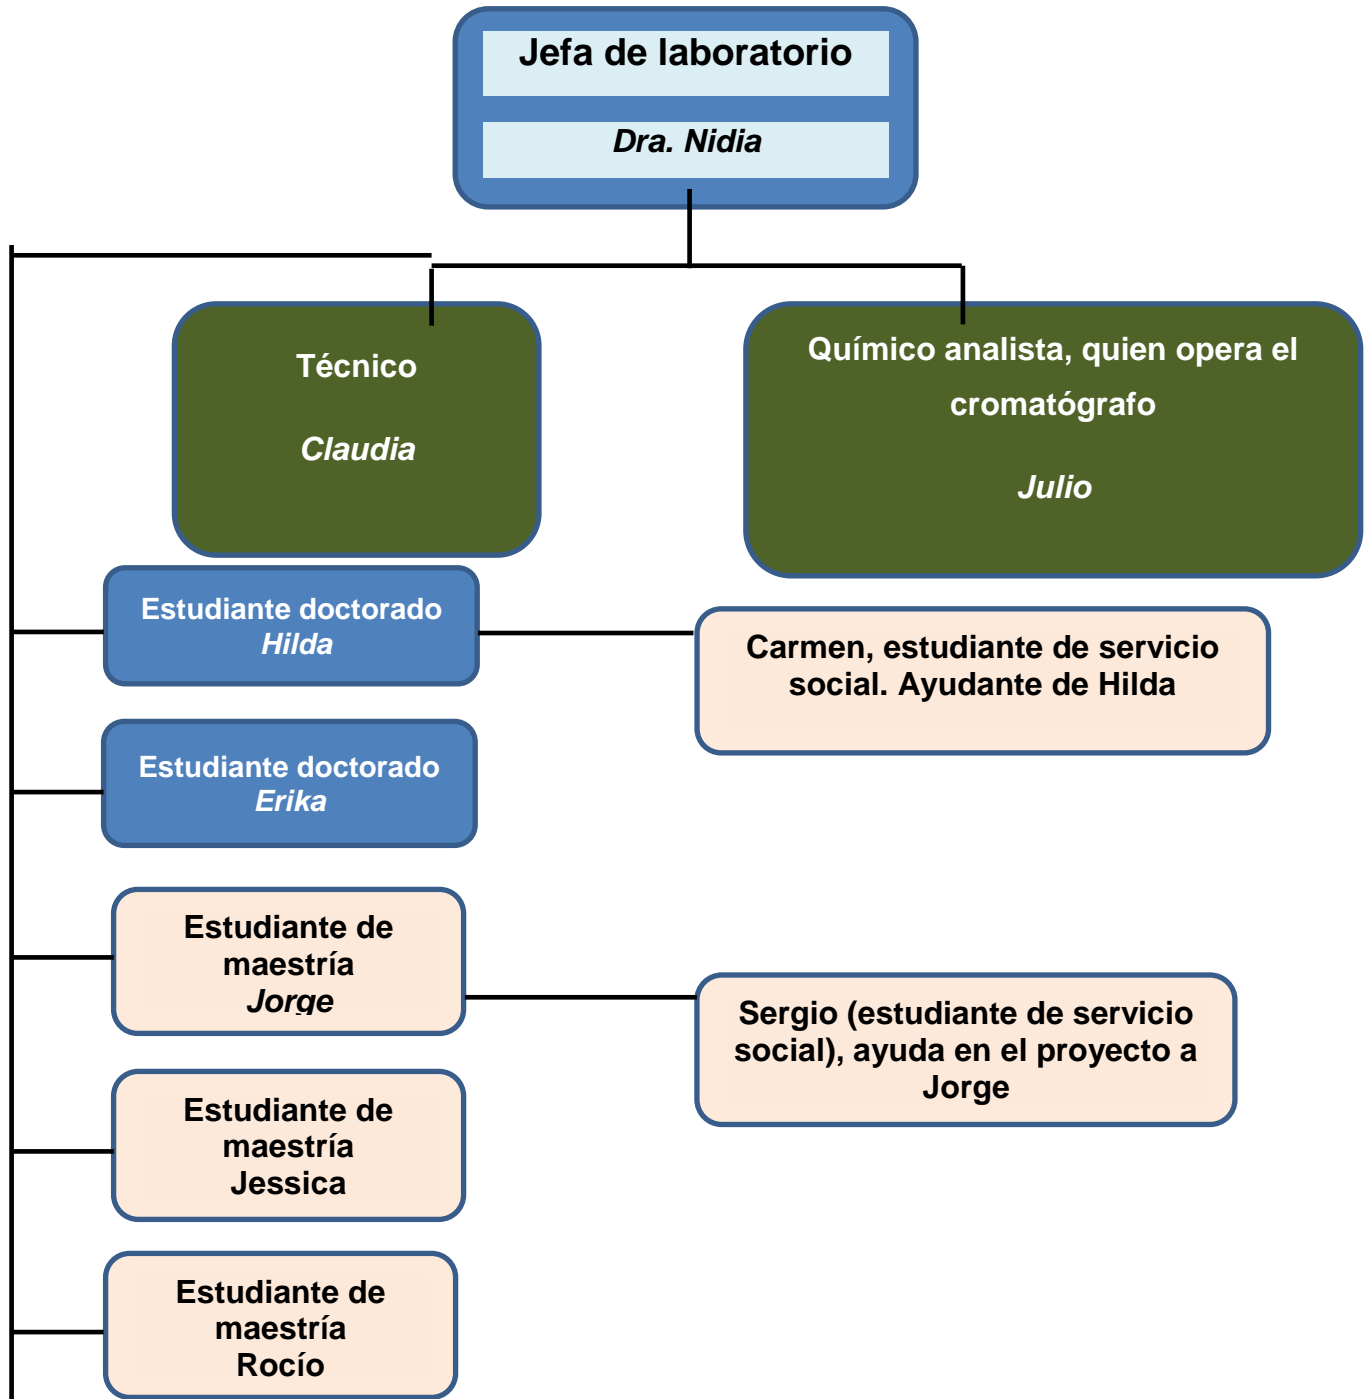 Jefa de laboratorio
Dra. Nidia
Técnico
Claudia
Químico analista, quien opera el
cromatógrafo
Julio
Estudiante doctorado
Hilda
Carmen, estudiante de servicio
social. Ayudante de Hilda
Estudiante doctorado
Erika
Estudiante de
maestría
Jorge
Sergio (estudiante de servicio
social), ayuda en el proyecto a
Jorge
Estudiante de
maestría
Jessica
Estudiante de
maestría
Rocío